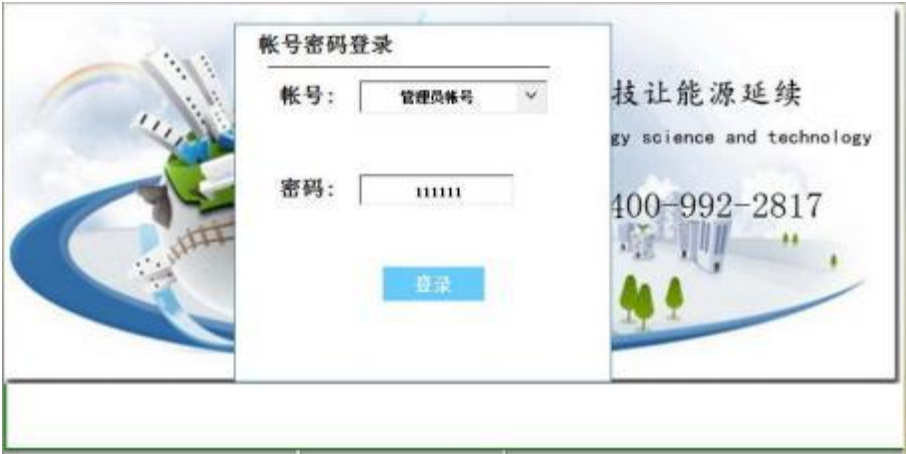 帐号密码登录
帐号: 管理员帐号
密码: 111111
登录
技让能源延续
gy science and technology
400-992-2817